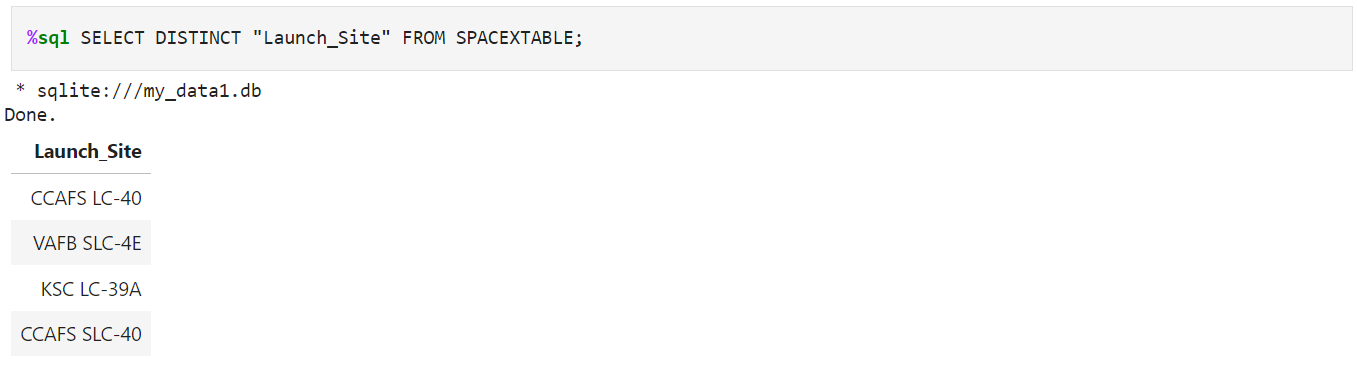 %sql SELECT DISTINCT "Launch_Site" FROM SPACEXTABLE;
* sqlite:///my_data1.db
Done.
Launch_Site
CCAFS LC-40
VAFB SLC-4E
KSC LC-39A
CCAFS SLC-40